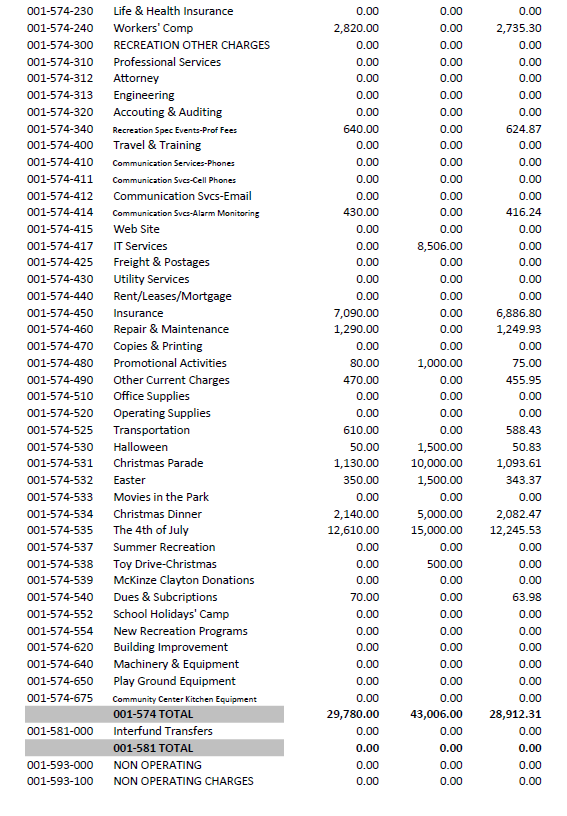 001-574-230 Life & Health Insurance 0.00 0.00 0.00
001-574-240 Workers' Comp 2,820.00 0.00 2,735.30
001-574-300 RECREATION OTHER CHARGES 0.00 0.00 0.00
001-574-310 Professional Services 0.00 0.00 0.00
001-574-312 Attorney 0.00 0.00 0.00
001-574-313 Engineering 0.00 0.00 0.00
001-574-320 Accouting & Auditing 0.00 0.00 0.00
001-574-340 Recreation Spec Events-Prof Fees 640.00 0.00 624.87
001-574-400 Travel & Training 0.00 0.00 0.00
001-574-410 Communication Services-Phones 0.00 0.00 0.00
001-574-411 Communication Svcs-Cell Phones 0.00 0.00 0.00
001-574-412 Communication Svcs-Email 0.00 0.00 0.00
001-574-414 Communication Svcs-Alarm Monitoring 430.00 0.00 416.24
001-574-415 Web Site 0.00 0.00 0.00
001-574-417 IT Services 0.00 8,506.00 0.00
001-574-425 Freight & Postages 0.00 0.00 0.00
001-574-430 Utility Services 0.00 0.00 0.00
001-574-440 Rent/Leases/Mortgage 0.00 0.00 0.00
001-574-450 Insurance 7,090.00 0.00 6,886.80
001-574-460 Repair & Maintenance 1,290.00 0.00 1,249.93
001-574-470 Copies & Printing 0.00 0.00 0.00
001-574-480 Promotional Activities 80.00 1,000.00 75.00
001-574-490 Other Current Charges 470.00 0.00 455.95
001-574-510 Office Supplies 0.00 0.00 0.00
001-574-520 Operating Supplies 0.00 0.00 0.00
001-574-525 Transportation 610.00 0.00 588.43
001-574-530 Halloween 50.00 1,500.00 50.83
001-574-531 Christmas Parade 1,130.00 10,000.00 1,093.61
001-574-532 Easter 350.00 1,500.00 343.37
001-574-533 Movies in the Park 0.00 0.00 0.00
001-574-534 Christmas Dinner 2,140.00 5,000.00 2,082.47
001-574-535 The 4th of July 12,610.00 15,000.00 12,245.53
001-574-537 Summer Recreation 0.00 0.00 0.00
001-574-538 Toy Drive-Christmas 0.00 500.00 0.00
001-574-539 McKinze Clayton Donations 0.00 0.00 0.00
001-574-540 Dues & Subcriptions 70.00 0.00 63.98
001-574-552 School Holidays' Camp 0.00 0.00 0.00
001-574-554 New Recreation Programs 0.00 0.00 0.00
001-574-620 Building Improvement 0.00 0.00 0.00
001-574-640 Machinery & Equipment 0.00 0.00 0.00
001-574-650 Play Ground Equipment 0.00 0.00 0.00
001-574-675 Community Center Kitchen Equipment 0.00 0.00 0.00
001-574 TOTAL 29,780.00 43,006.00 28,912.31
001-581-000 Interfund Transfers 0.00 0.00 0.00
001-581 TOTAL 0.00 0.00 0.00
001-593-000 NON OPERATING 0.00 0.00 0.00
001-593-100 NON OPERATING CHARGES 0.00 0.00 0.00